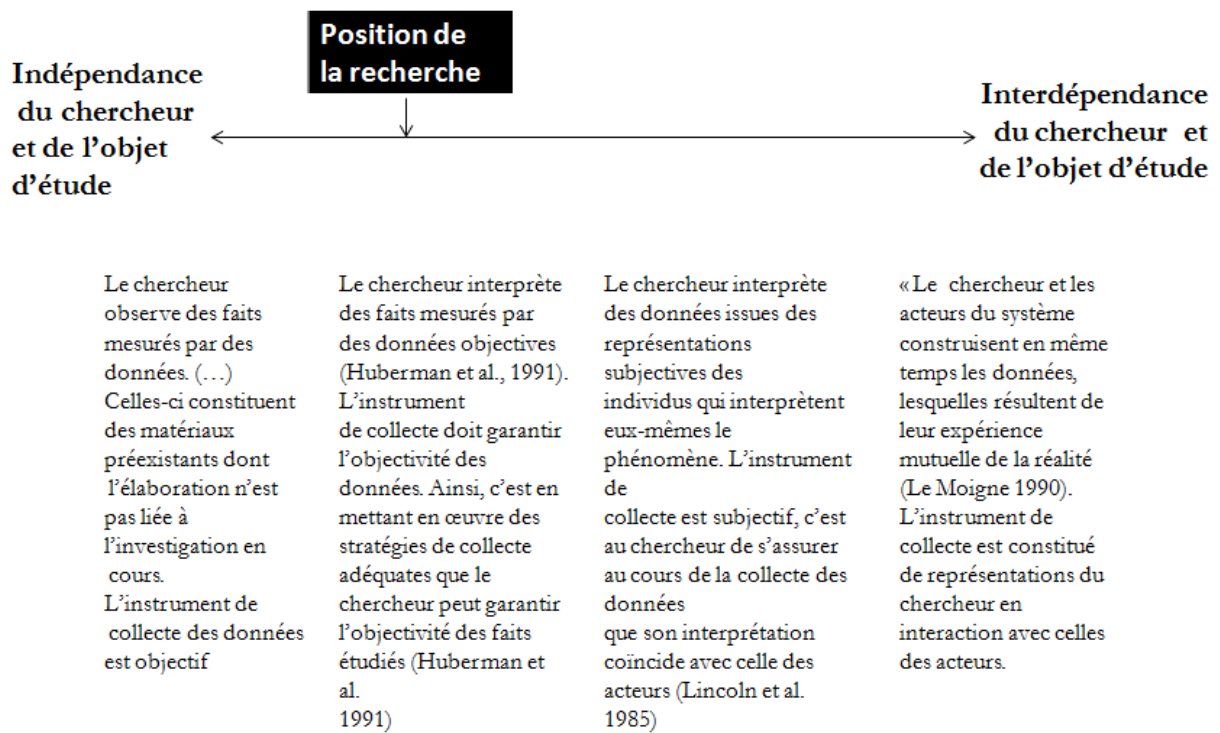 Position de
la recherche
Indépendance
du chercheur
et de l'objet
d'étude
Interdépendance
du chercheur et
de l'objet d'étude
Le chercheur
observe des faits
mesurés par des
données. (…)
Celles-ci constituent
des matériaux
préexistants dont
l'élaboration n'est
pas liée à
l'investigation en
cours.
L'instrument de
collecte des données
est objectif
Le chercheur interprète
des faits mesurés par
des données objectives
(Huberman et al., 1991).
L'instrument
de collecte doit garantir
l'objectivité des
données. Ainsi, c'est en
mettant en œuvre des
stratégies de collecte
adéquates que le
chercheur peut garantir
l'objectivité des faits
étudiés (Huberman et
al.
1991)
Le chercheur interprète
des données issues des
représentations
subjectives des
individus qui interprètent
eux-mêmes le
phénomène. L'instrument
de
collecte est subjectif, c'est
au chercheur de s'assurer
au cours de la collecte des
données
que son interprétation
coïncide avec celle des
acteurs (Lincoln et al.
1985)
« Le chercheur et les
acteurs du système
construisent en même
temps les données,
lesquelles résultent de
leur expérience
mutuelle de la réalité
(Le Moigne 1990).
L'instrument de
collecte est constitué
de représentations du
chercheur en
interaction avec celles
des acteurs.